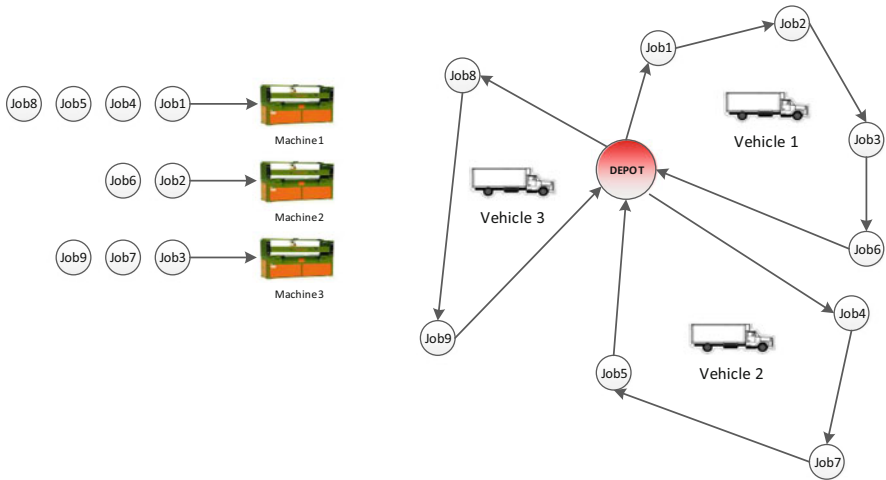 Job8 Job5 Job4 Job1
Machine1
Job6 Job2
Machine2
Job9 Job7 Job3
Machine3
Job1
Job2
Job8
Vehicle 1
Job3
DEPOT
Vehicle 3
Job6
Job4
Job9
Vehicle 2
Job5
Job7